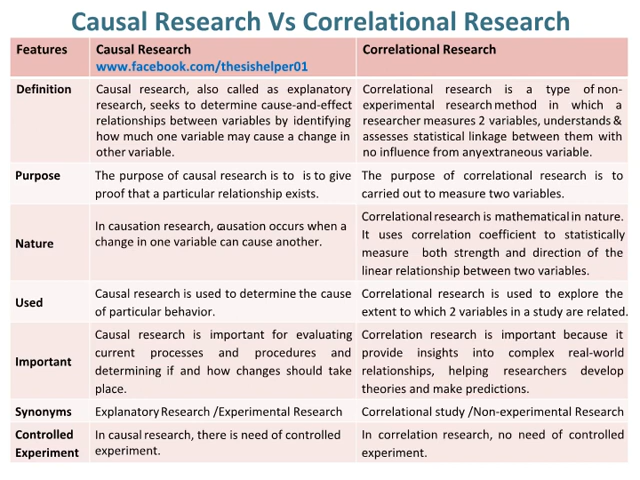 Causal Research Vs Correlational Research
Features
Causal Research
www.facebook.com/thesishelper01
Correlational Research
Definition
Causal research, also called as explanatory
research, seeks to determine cause-and-effect
relationships between variables by identifying
how much one variable may cause a change in
other variable.
Correlational research is a type of non-
experimental research method in which a
researcher measures 2 variables, understands &
assesses statistical linkage between them with
no influence from any extraneous variable.
Purpose
The purpose of causal research is to is to give
proof that a particular relationship exists.
The purpose of correlational research is to
carried out to measure two variables.
Nature
In causation research, causation occurs when a
change in one variable can cause another.
Correlational research is mathematical in nature.
It uses correlation coefficient to statistically
measure both strength and direction of the
linear relationship between two variables.
Used
Causal research is used to determine the cause
of particular behavior.
Correlational research is used to explore the
extent to which 2 variables in a study are related.
Important
Causal research is important for evaluating
current processes and procedures and
determining if and how changes should take
place.
Correlation research is important because it
provide insights into complex real-world
relationships, helping researchers develop
theories and make predictions.
Synonyms
Explanatory Research /Experimental Research
Correlational study /Non-experimental Research
Controlled
Experiment
In causal research, there is need of controlled
experiment.
In correlation research, no need of controlled
experiment.